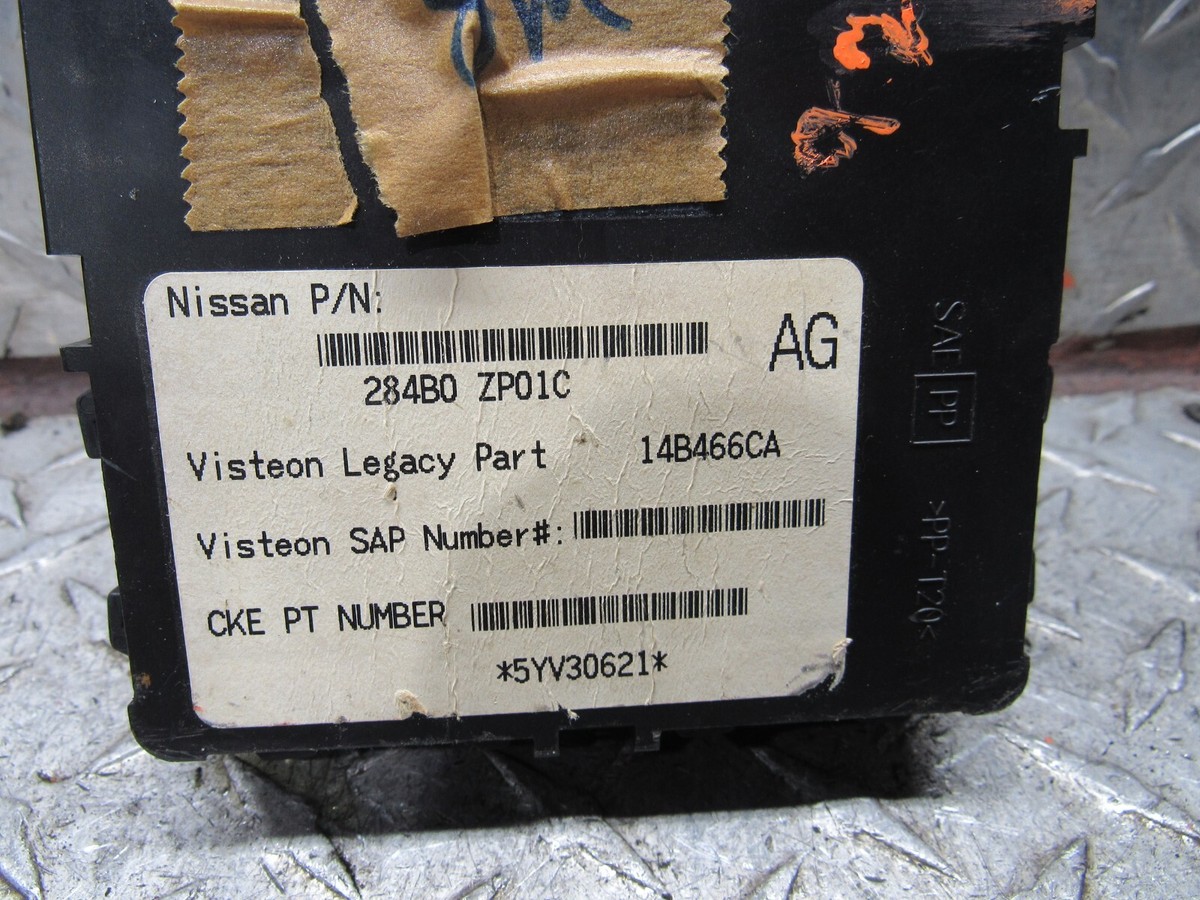 Nissan P/N:
AG
284B0 ZP01C
Visteon Legacy Part 14B466CA
Visteon SAP Number#:
CKE PT NUMBER
*5YV30621*
SAE PP
>PP-T20<